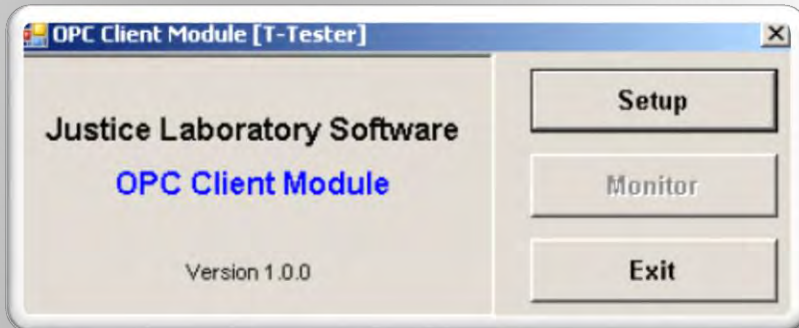 OPC Client Module [T-Tester]
Justice Laboratory Software
OPC Client Module
Version 1.0.0
Setup
Monitor
Exit